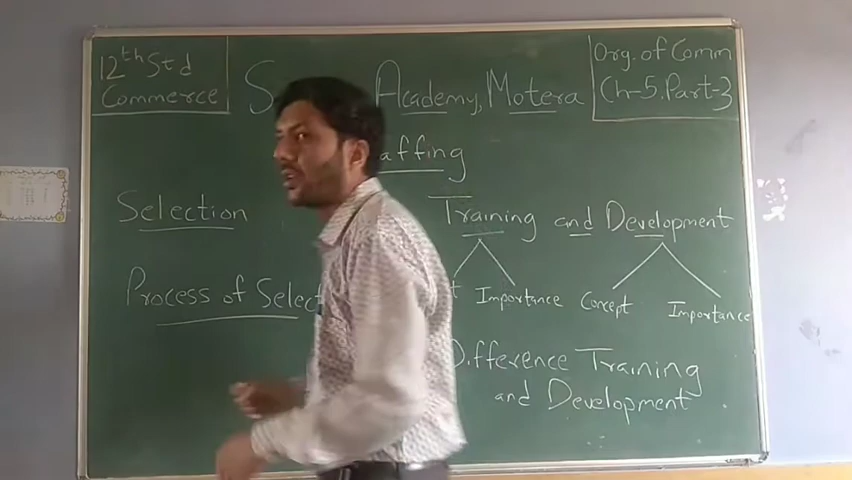 12th Std
Commerce
Academy, Motera
Org. of Comm
Ch-5. Part-3
affing
Selection
Training and Development
Process of Select
t Importance Concept Importance
Difference Training
and Development